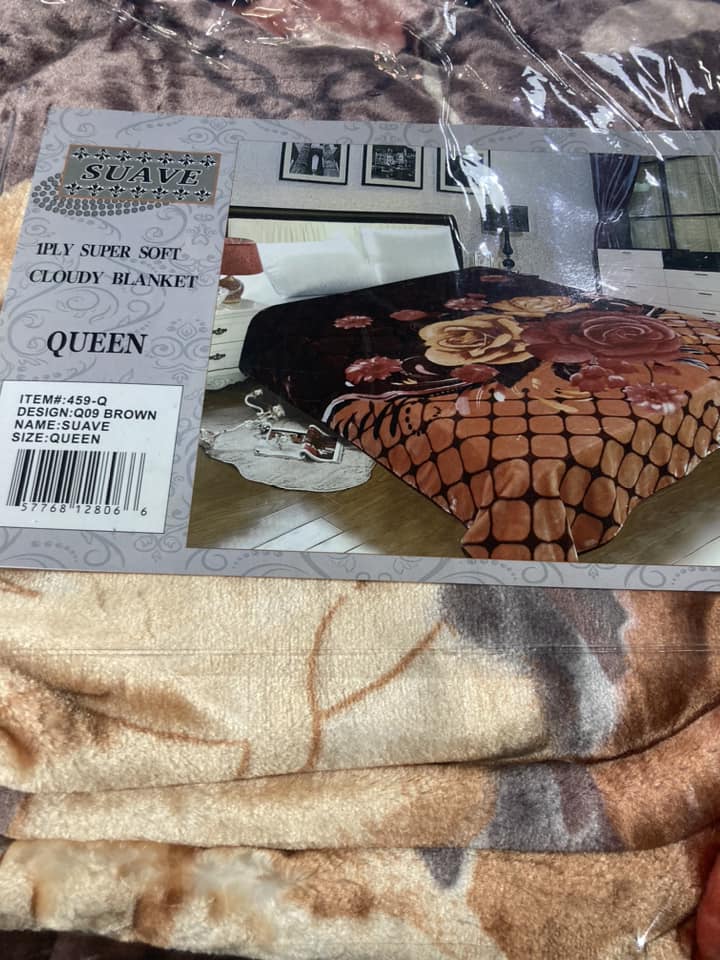 SUAVE
1PLY SUPER SOFT
CLOUDY BLANKET
QUEEN
ITEM#:459-Q
DESIGN:Q09 BROWN
NAME:SUAVE
SIZE:QUEEN
57768 12806 6